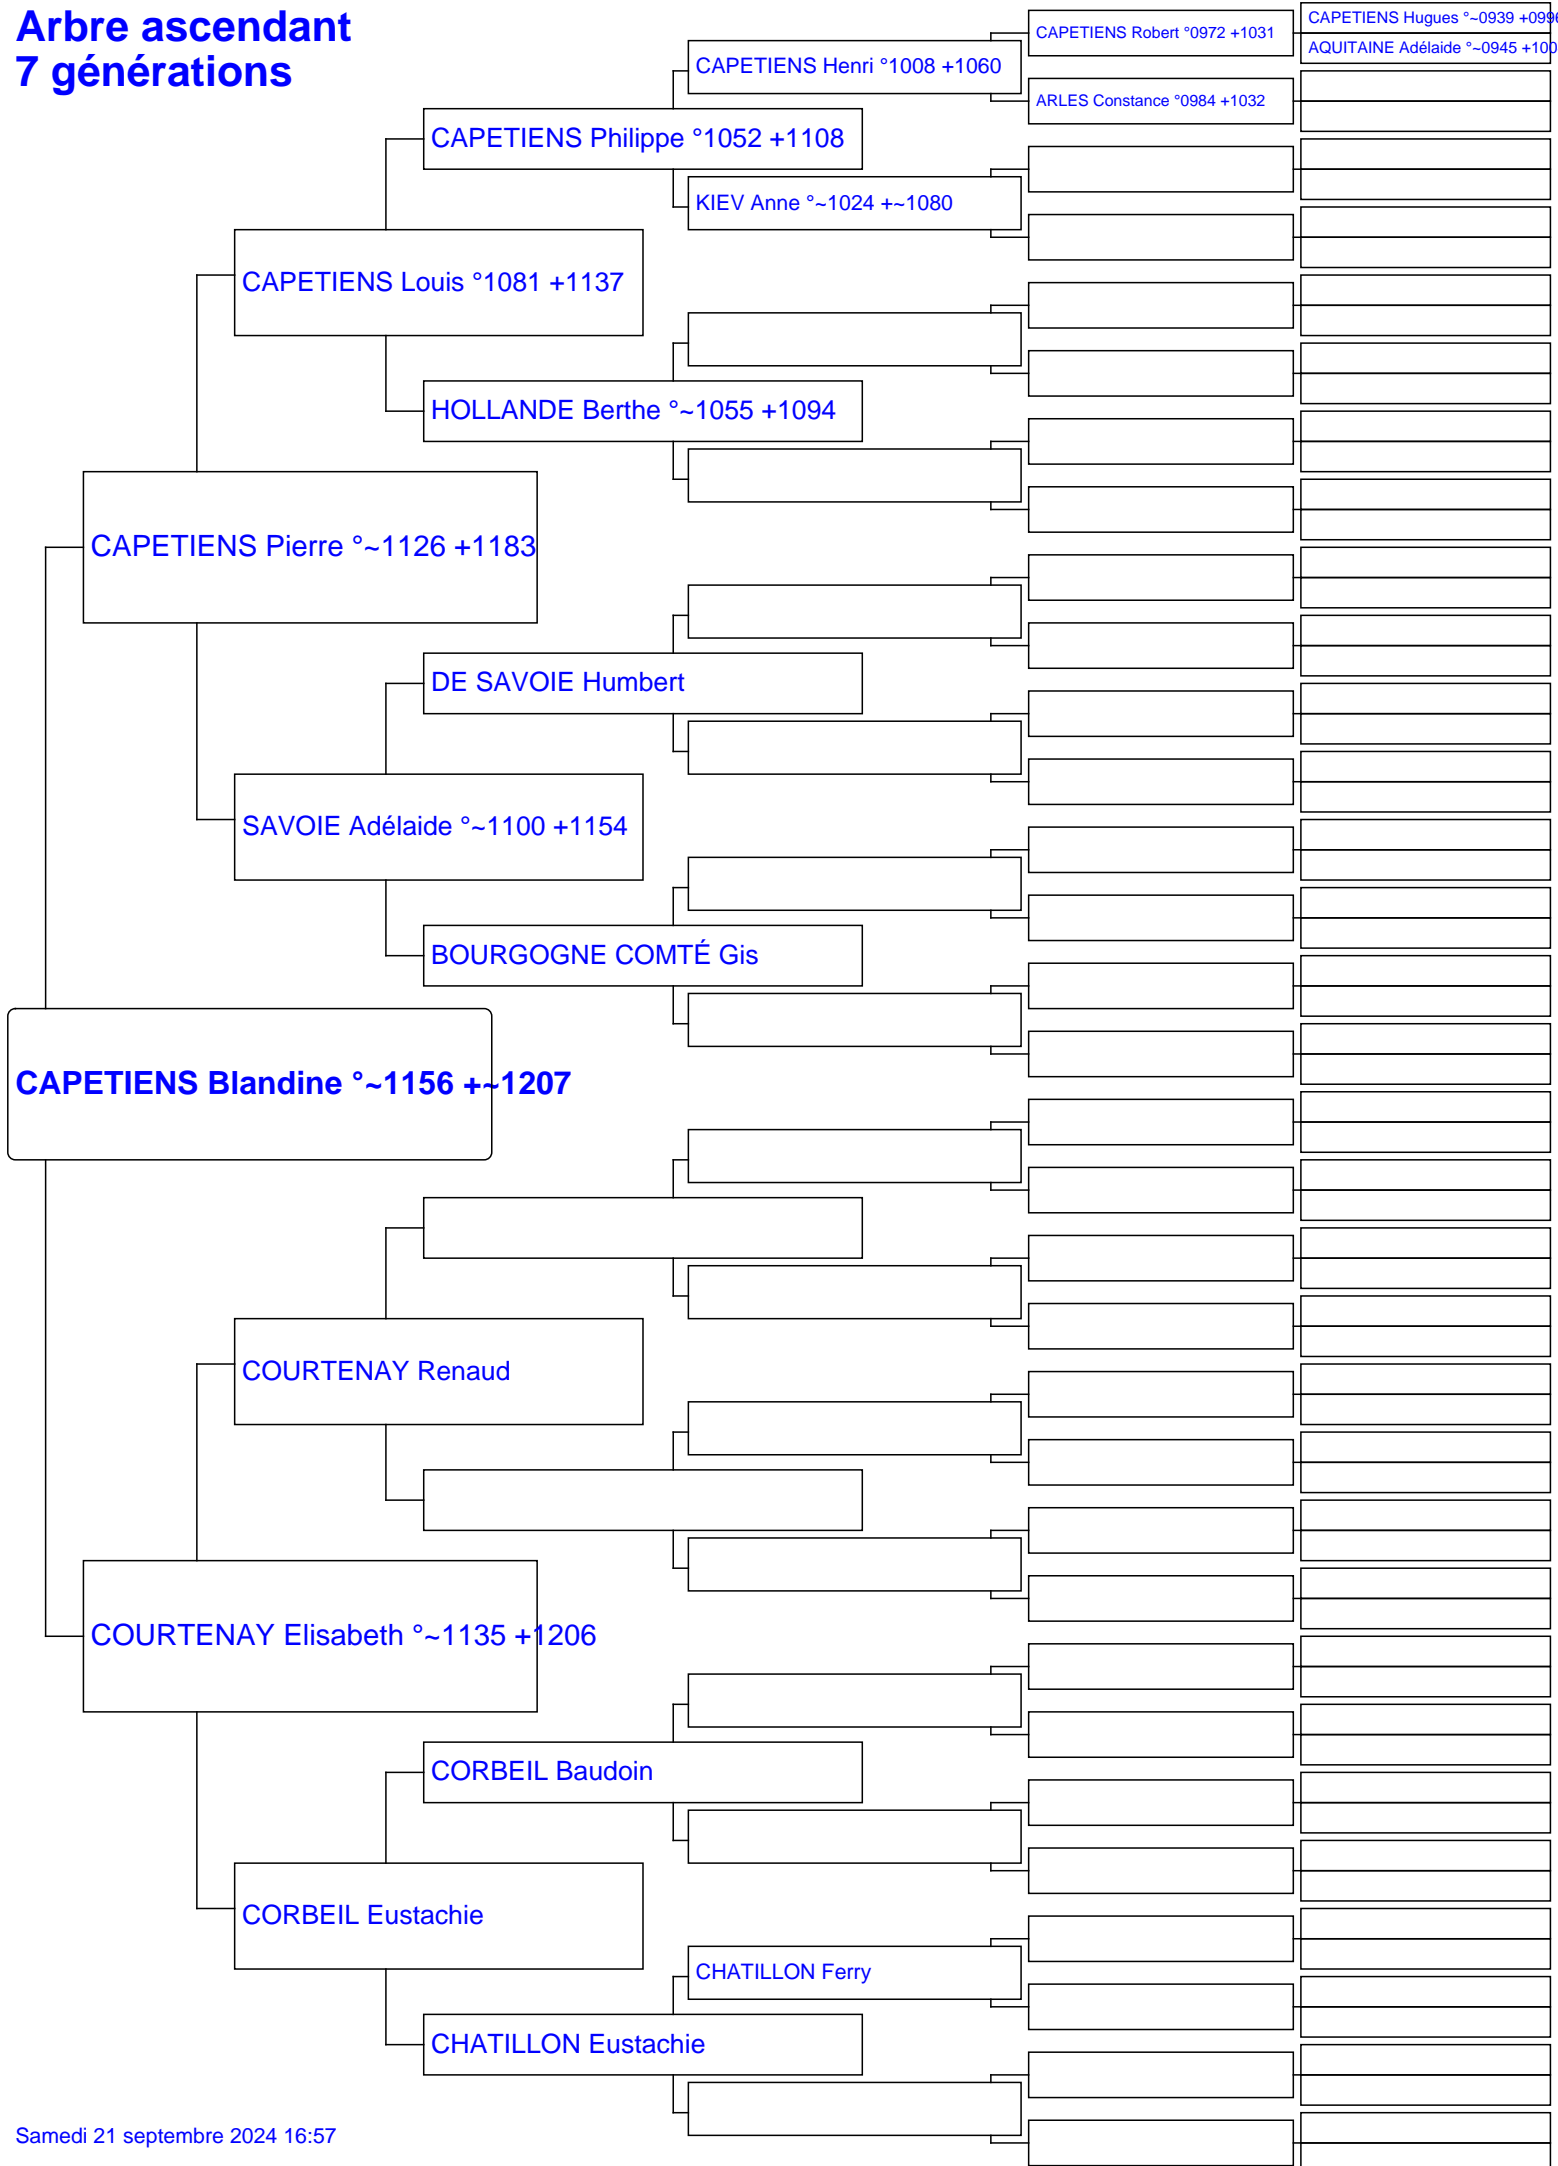 Arbre ascendant
7 générations
CAPETIENS Hugues °~0939 +0996
CAPETIENS Robert °0972 +1031
AQUITAINE Adélaide °~0945 +100
CAPETIENS Henri °1008 +1060
ARLES Constance °0984 +1032
CAPETIENS Philippe °1052 +1108
KIEV Anne °~1024 +~1080
CAPETIENS Louis °1081 +1137
HOLLANDE Berthe °~1055 +1094
CAPETIENS Pierre °~1126 +1183
DE SAVOIE Humbert
SAVOIE Adélaide °~1100 +1154
BOURGOGNE COMTÉ Gis
CAPETIENS Blandine °~1156 +~1207
COURTENAY Renaud
COURTENAY Elisabeth °~1135 +1206
CORBEIL Baudoin
CORBEIL Eustachie
CHATILLON Ferry
CHATILLON Eustachie
Samedi 21 septembre 2024 16:57